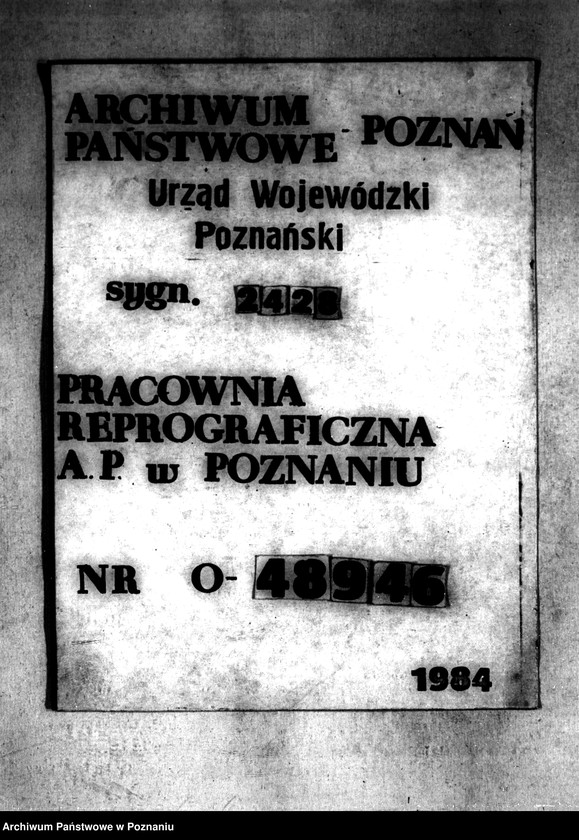 ARCHIWUM
PAŃSTWOWE - POZNAŃ
Urząd Wojewódzki
Poznański
sygn. 2428
PRACOWNIA
REPROGRAFICZNA
A.P. w POZNANIU
NR O-48946
1984
Archiwum Państwowe w Poznaniu